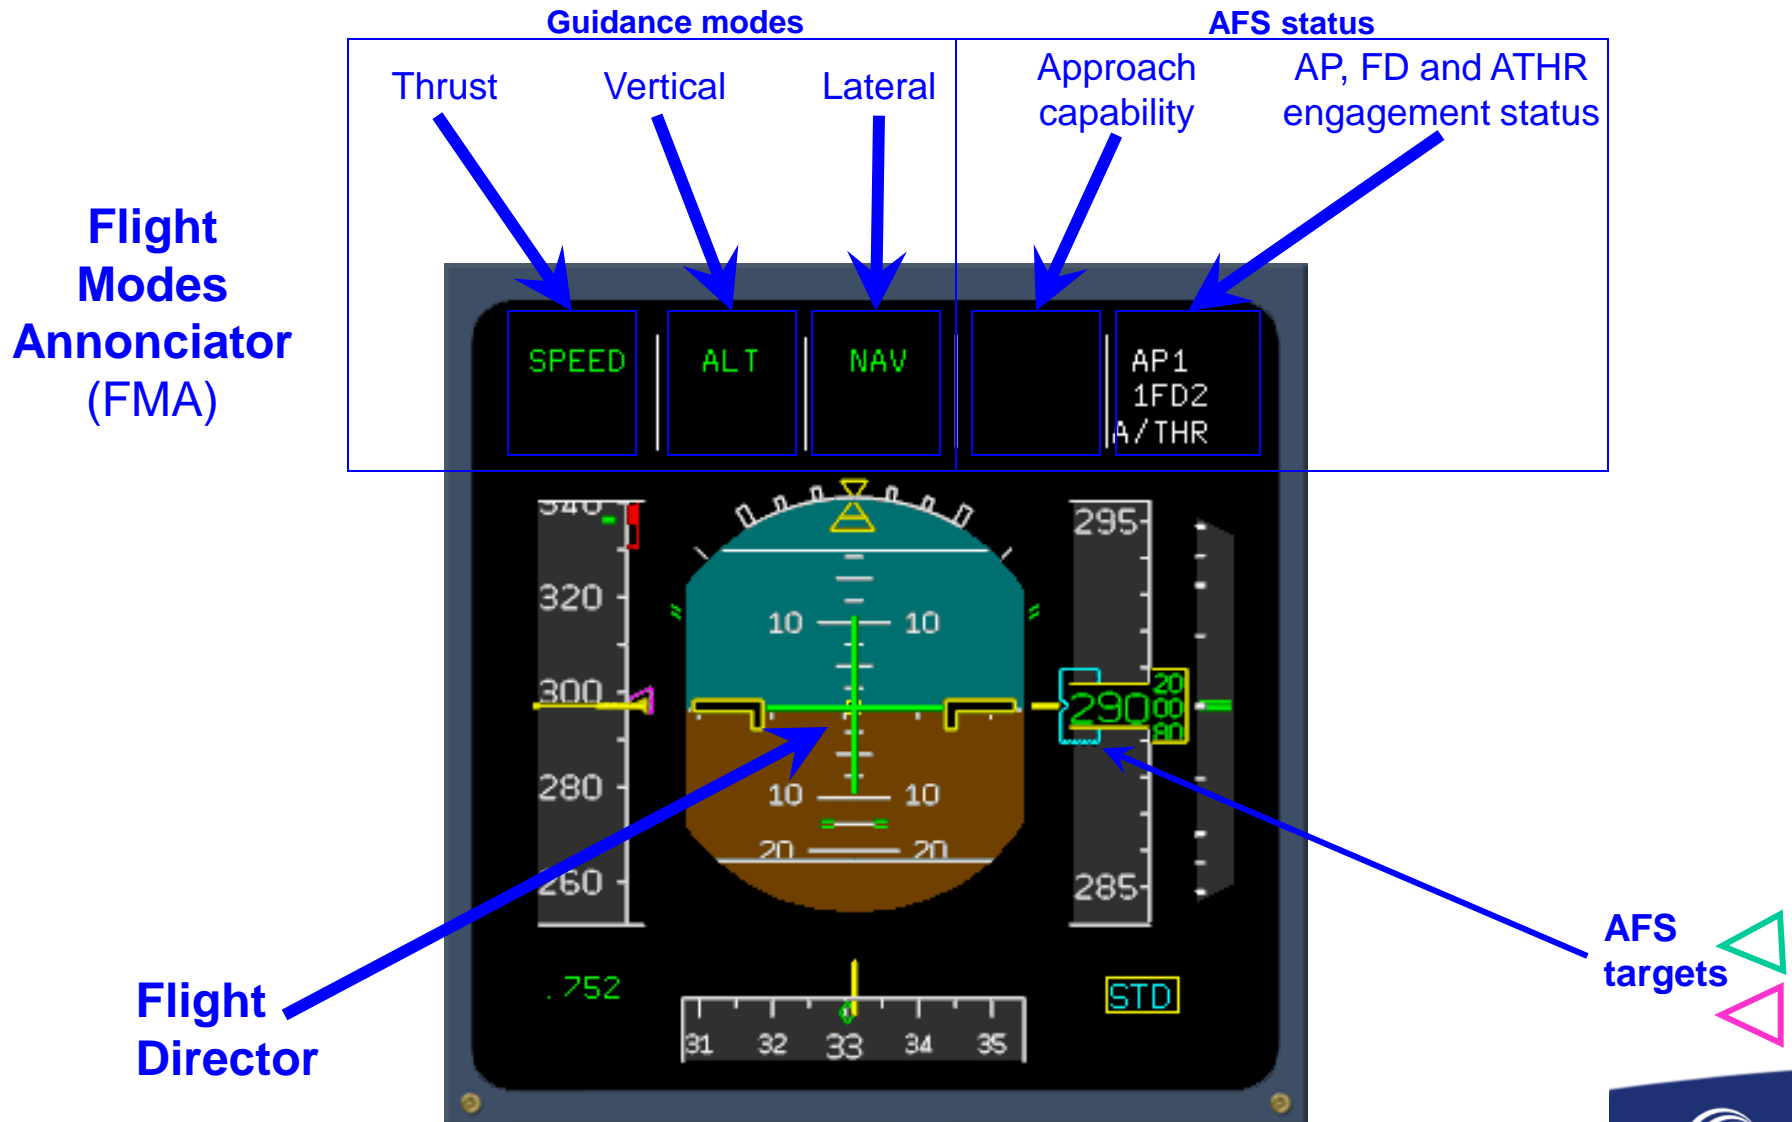 Guidance modes
AFS status
Thrust
Vertical
Lateral
Approach
capability
AP, FD and ATHR
engagement status
Flight
Modes
Annonciator
(FMA)
SPEED
ALT
NAV
AP1
1FD2
A/THR
340
320
300
280
260
10 10
10 10
20 20
295
290
20
00
80
285
.752
31 32 33 34 35
STD
Flight
Director
AFS
targets